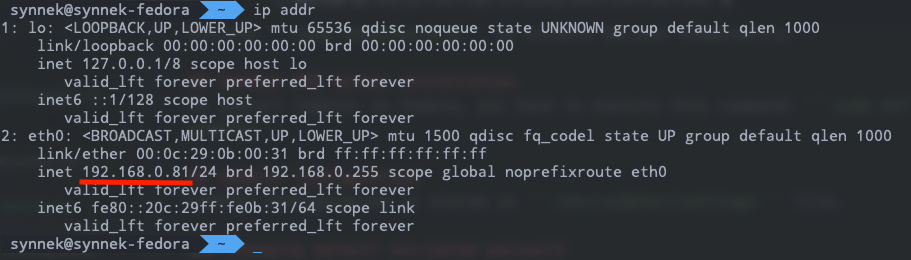 synnek@synnek-fedora ~ ip addr
1: lo: <LOOPBACK,UP,LOWER_UP> mtu 65536 qdisc noqueue state UNKNOWN group default qlen 1000
link/loopback 00:00:00:00:00:00 brd 00:00:00:00:00:00
inet 127.0.0.1/8 scope host lo
valid_lft forever preferred_lft forever
inet6 ::1/128 scope host
valid_lft forever preferred_lft forever
2: eth0: <BROADCAST,MULTICAST,UP,LOWER_UP> mtu 1500 qdisc fq_codel state UP group default qlen 1000
link/ether 00:0c:29:0b:00:31 brd ff:ff:ff:ff:ff:ff
inet 192.168.0.81/24 brd 192.168.0.255 scope global noprefixroute eth0
valid_lft forever preferred_lft forever
inet6 fe80::20c:29ff:fe0b:31/64 scope link
valid_lft forever preferred_lft forever
synnek@synnek-fedora ~ _